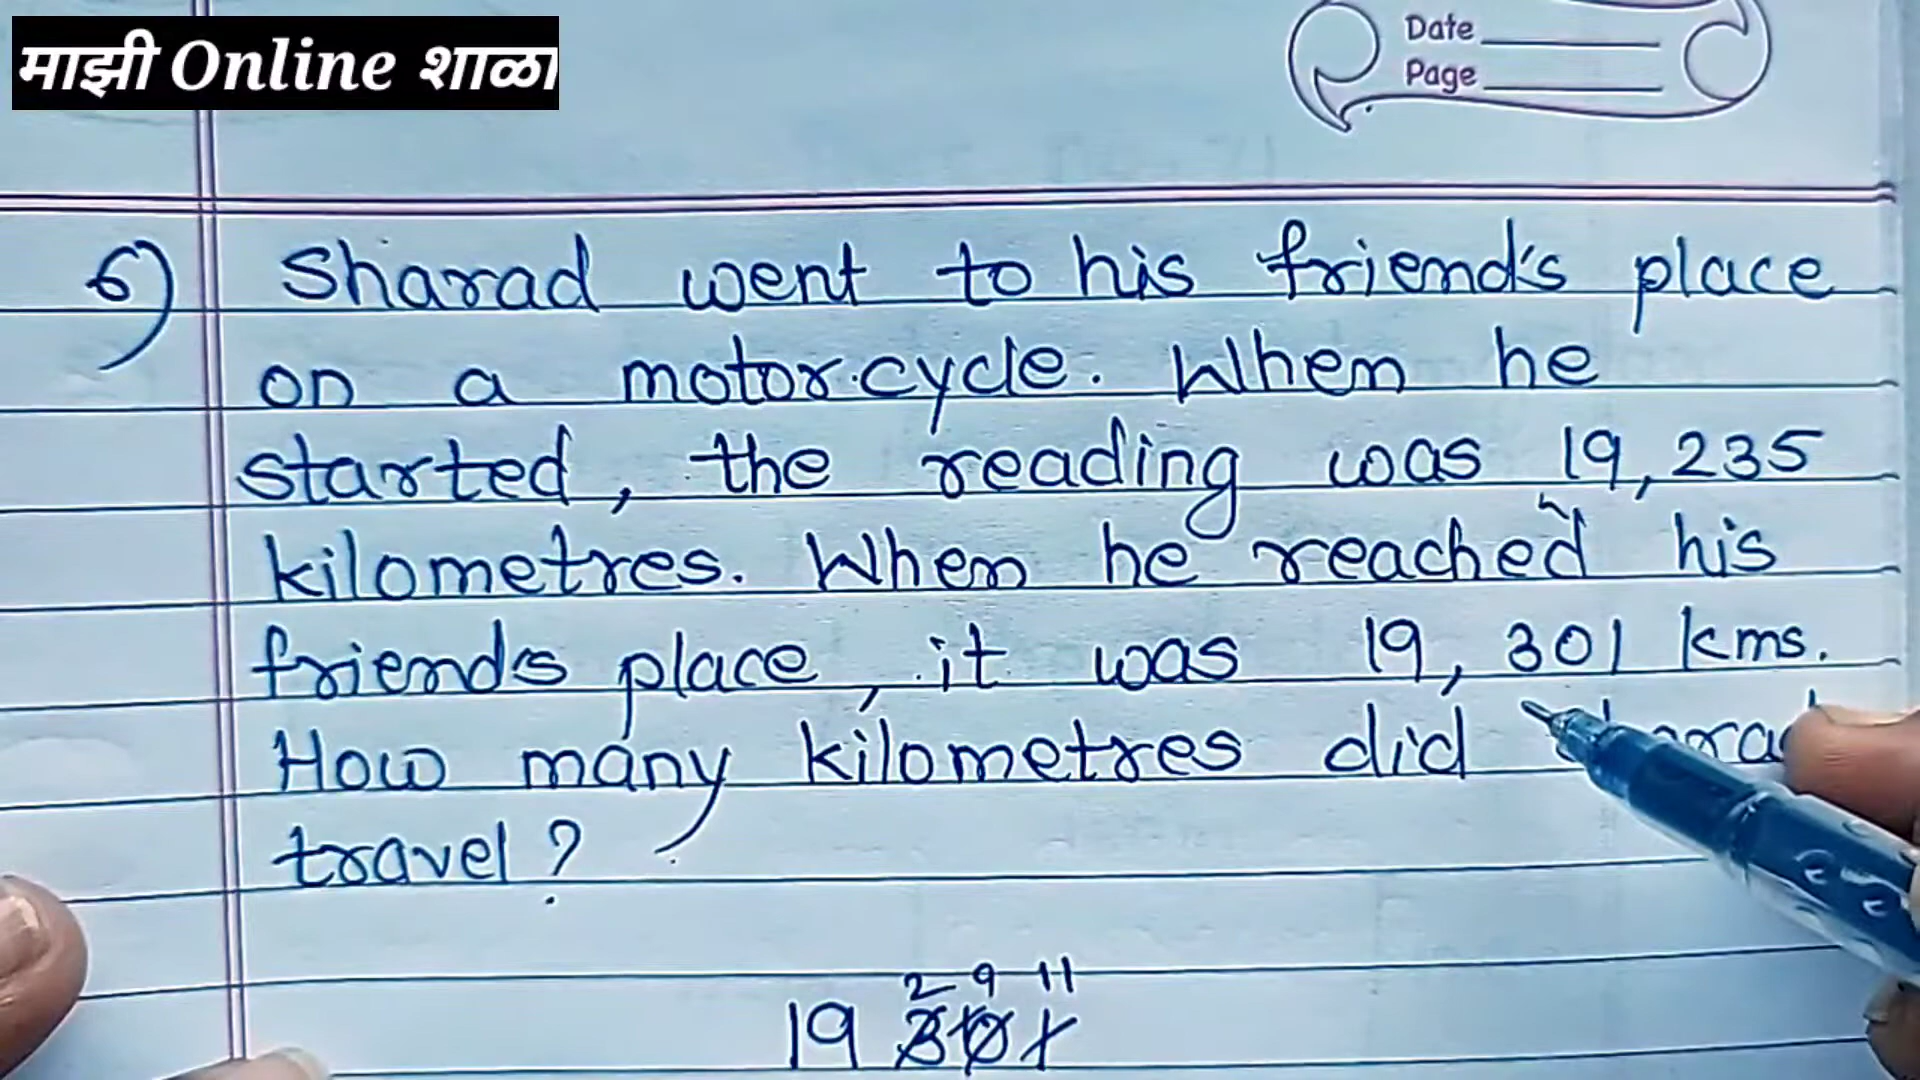 माझी Online शाळा
Date
Page
6) Sharad went to his friend's place
on a motor cycle. When he
started, the reading was 19,235
kilometres. When he reached his
friends place, it was 19, 301 kms.
How many kilometres did
travel?
2 9 11
19 301